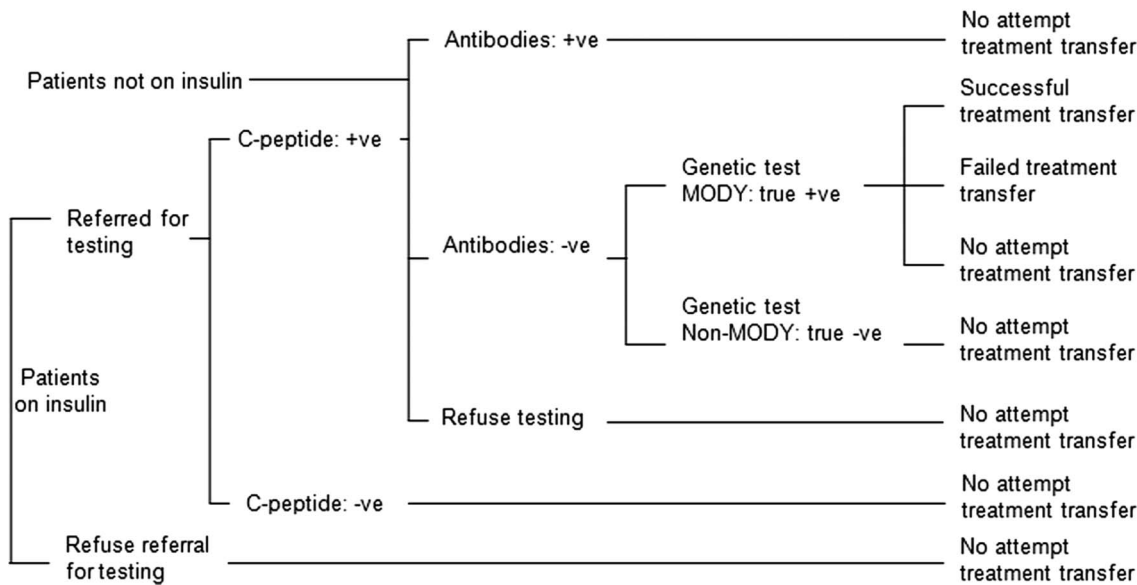 Antibodies: +ve
No attempt
treatment transfer
Patients not on insulin
Successful
treatment transfer
C-peptide: +ve
Genetic test
MODY: true +ve
Failed treatment
transfer
Referred for
testing
Antibodies: -ve
No attempt
treatment transfer
Genetic test
Non-MODY: true -ve
No attempt
treatment transfer
Patients
on insulin
Refuse testing
No attempt
treatment transfer
C-peptide: -ve
No attempt
treatment transfer
Refuse referral
for testing
No attempt
treatment transfer